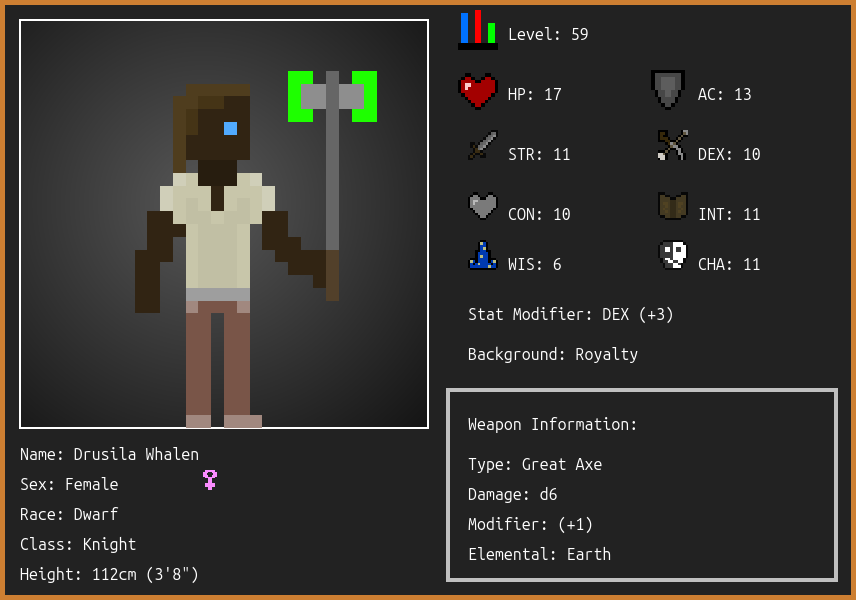 Level: 59
HP: 17
AC: 13
STR: 11
DEX: 10
CON: 10
INT: 11
WIS: 6
CHA: 11
Stat Modifier: DEX (+3)
Background: Royalty
Weapon Information:
Type: Great Axe
Damage: d6
Modifier: (+1)
Elemental: Earth
Name: Drusila Whalen
Sex: Female
Race: Dwarf
Class: Knight
Height: 112cm (3'8")